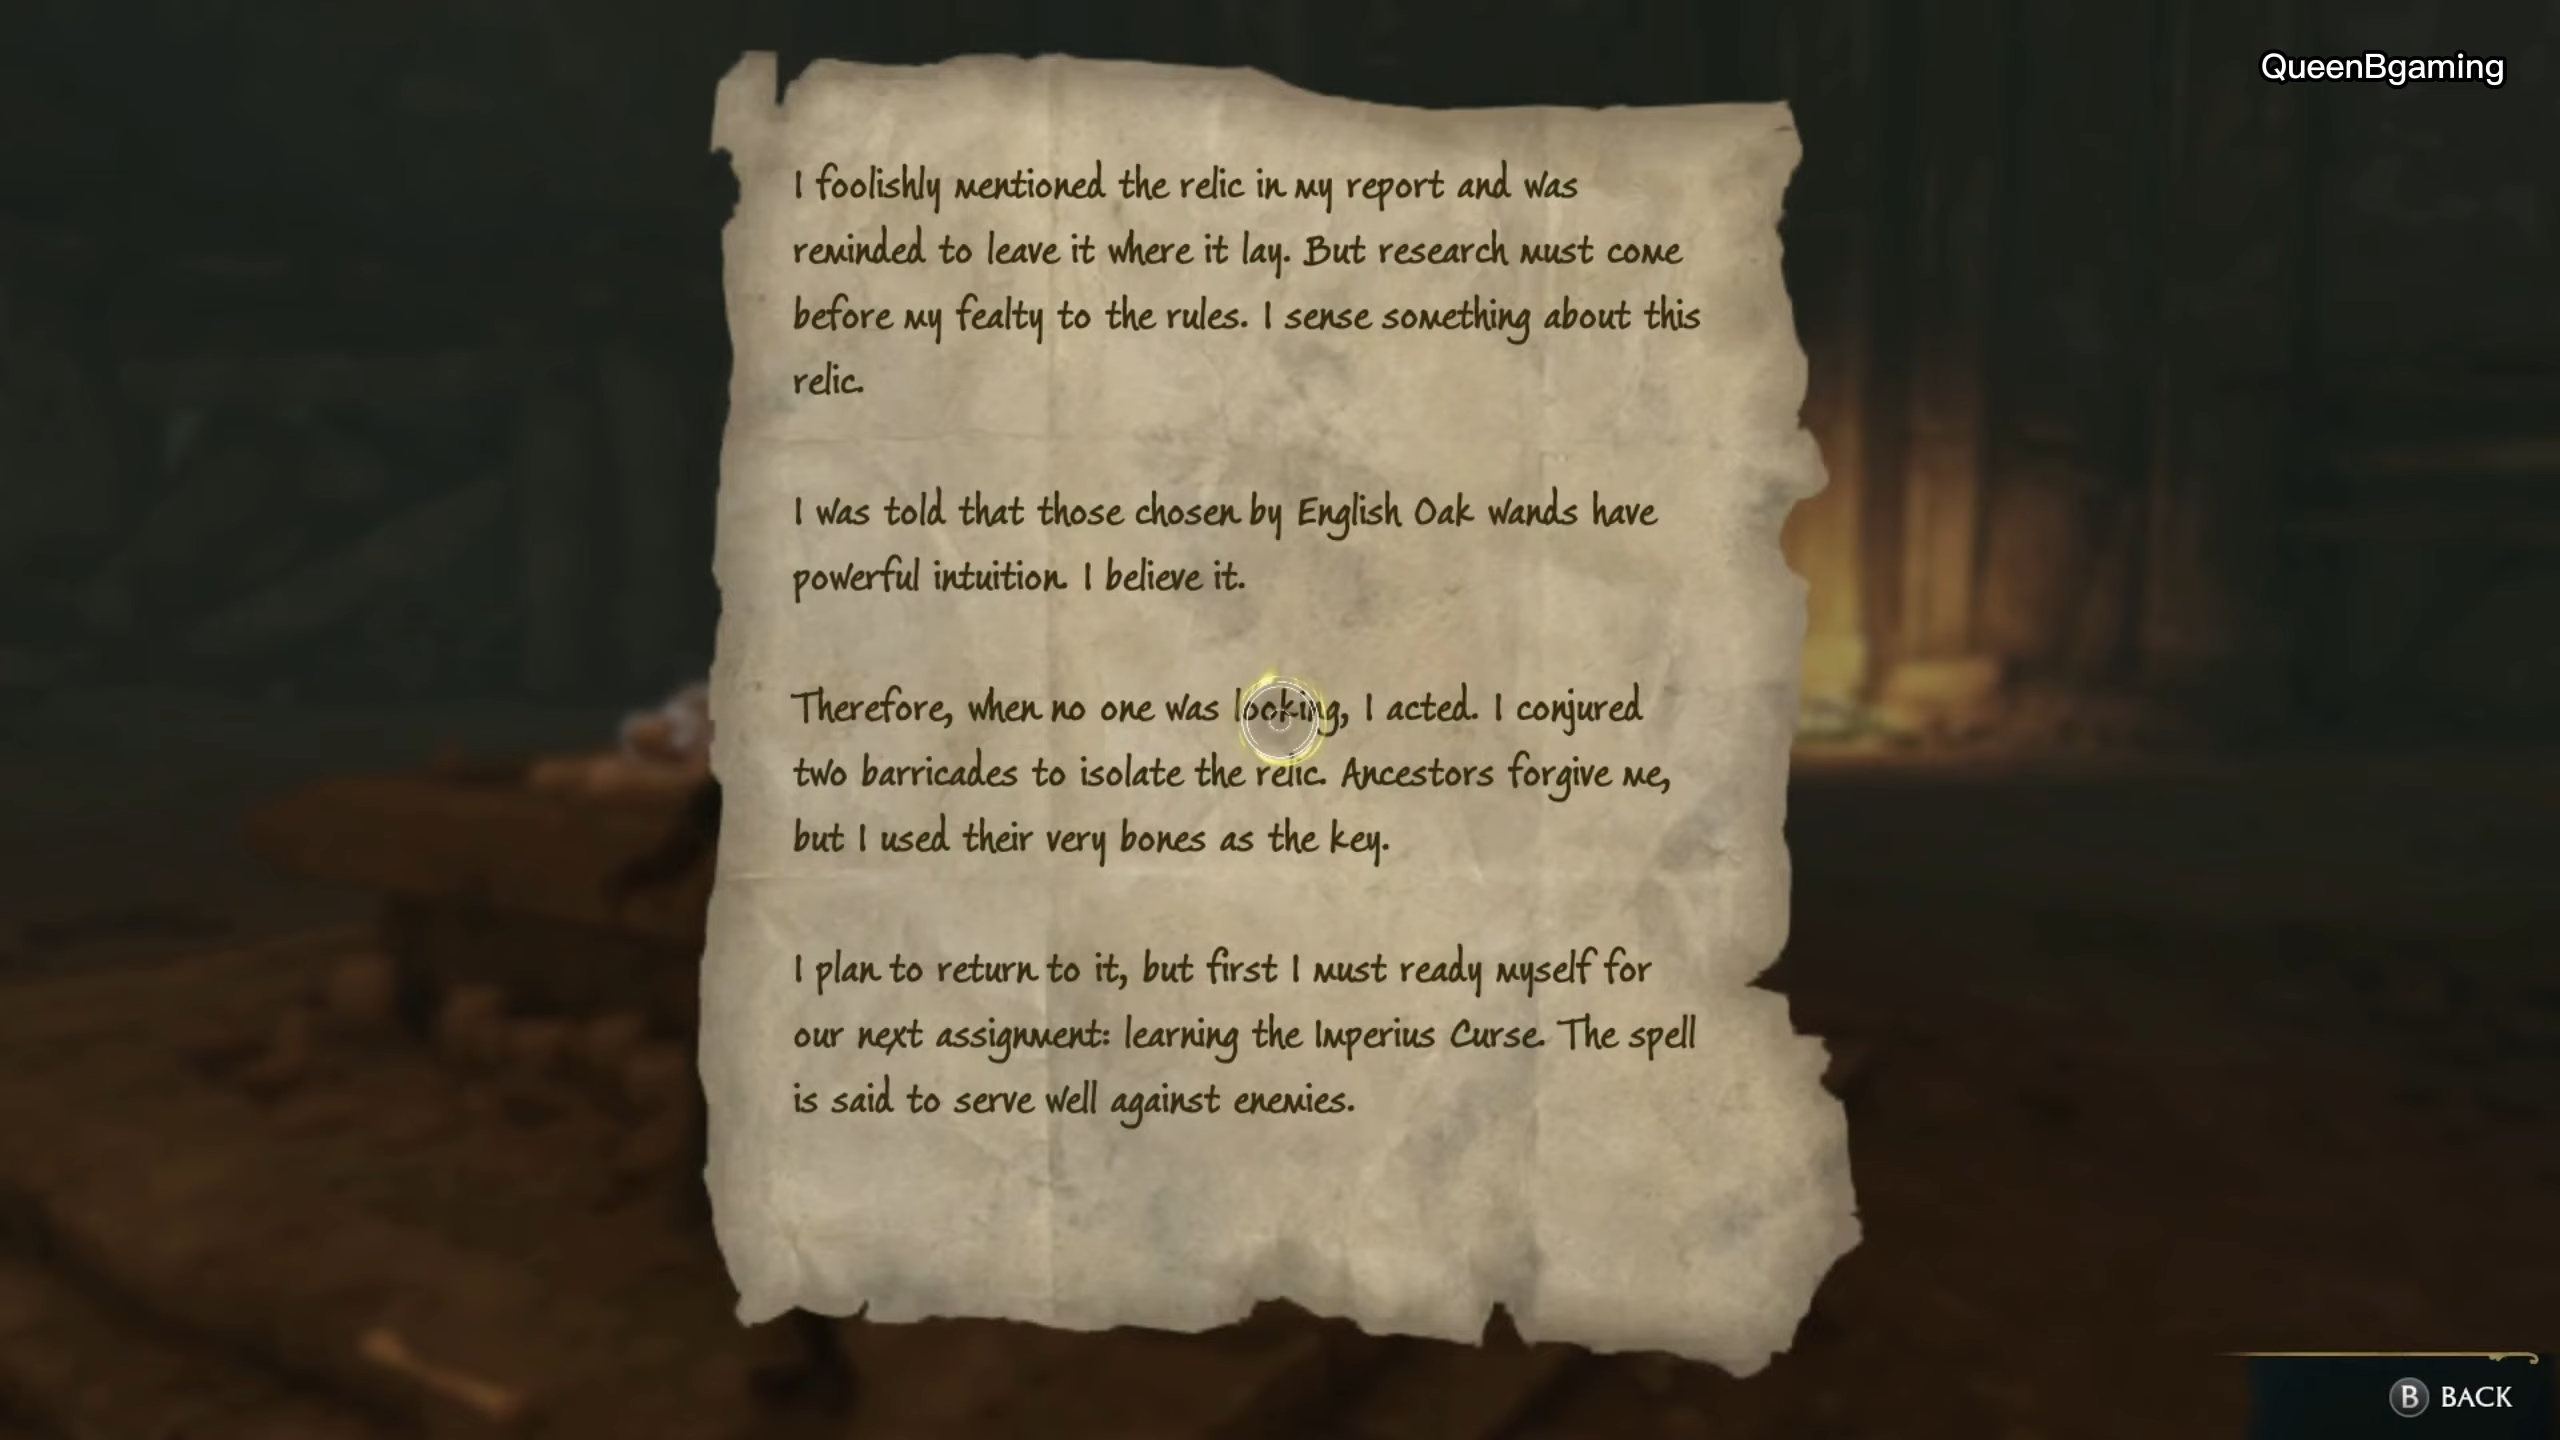 QueenBgaming
I foolishly mentioned the relic in my report and was
reminded to leave it where it lay. But research must come
before my fealty to the rules. I sense something about this
relic.
I was told that those chosen by English Oak wands have
powerful intuition. I believe it.
Therefore, when no one was looking, I acted. I conjured
two barricades to isolate the relic. Ancestors forgive me,
but I used their very bones as the key.
I plan to return to it, but first I must ready myself for
our next assignment: learning the Imperius Curse. The spell
is said to serve well against enemies.
B BACK